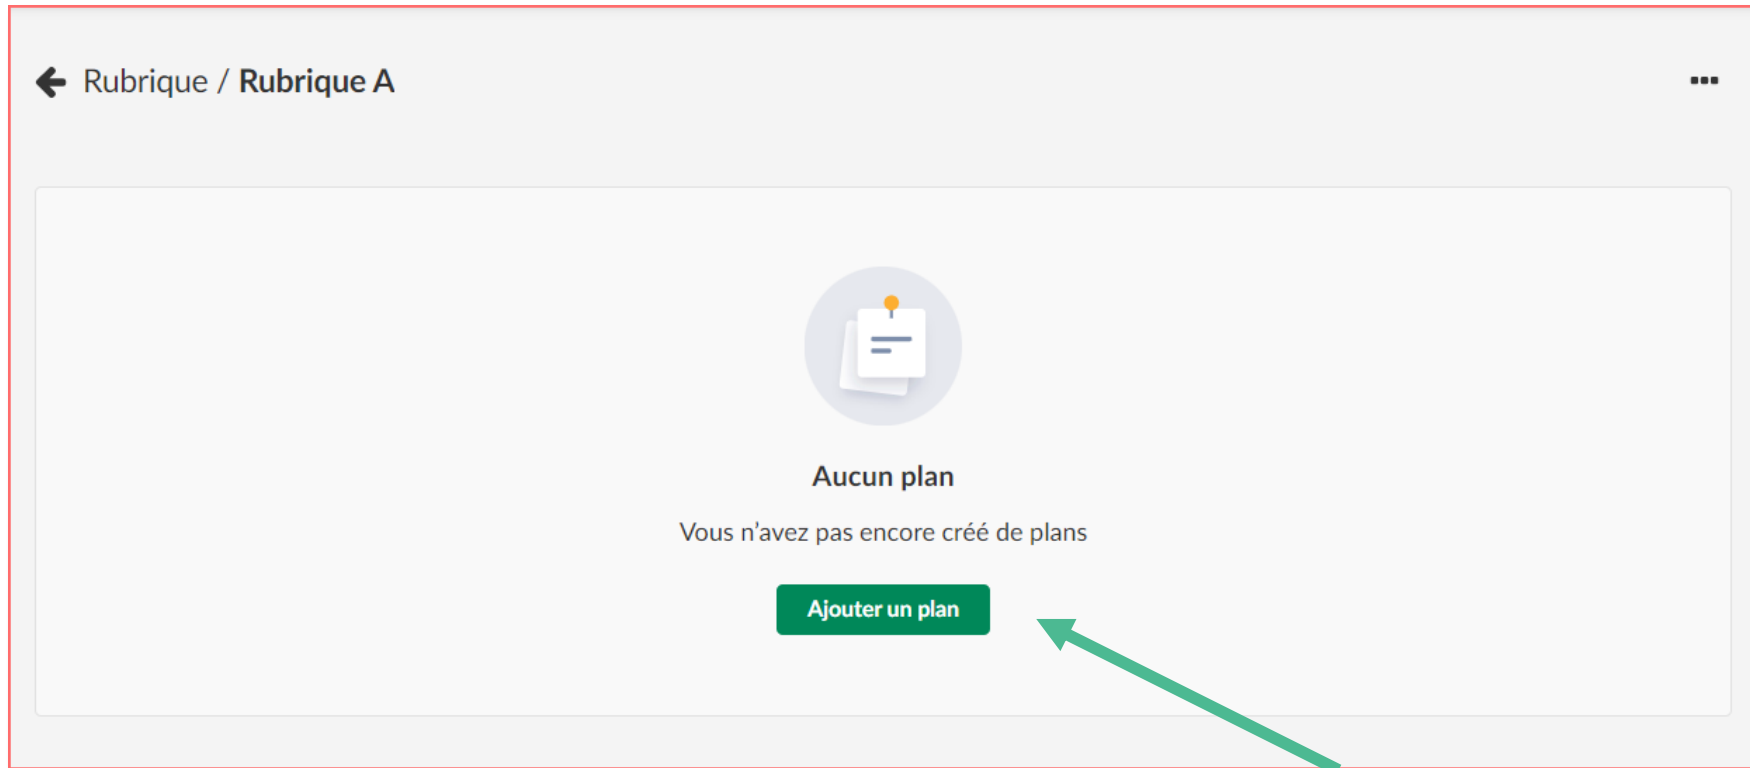 Rubrique / Rubrique A
Aucun plan
Vous n’avez pas encore créé de plans
Ajouter un plan